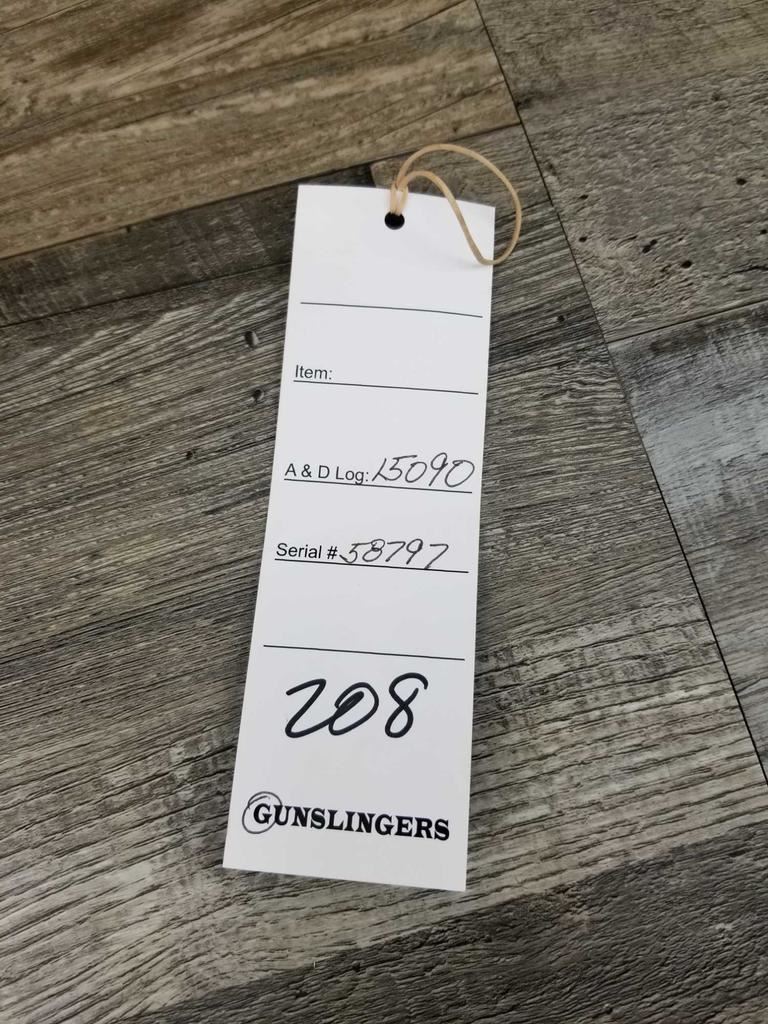 Item:
A & D Log: 15090
Serial # 58797
208
GUNSLINGERS